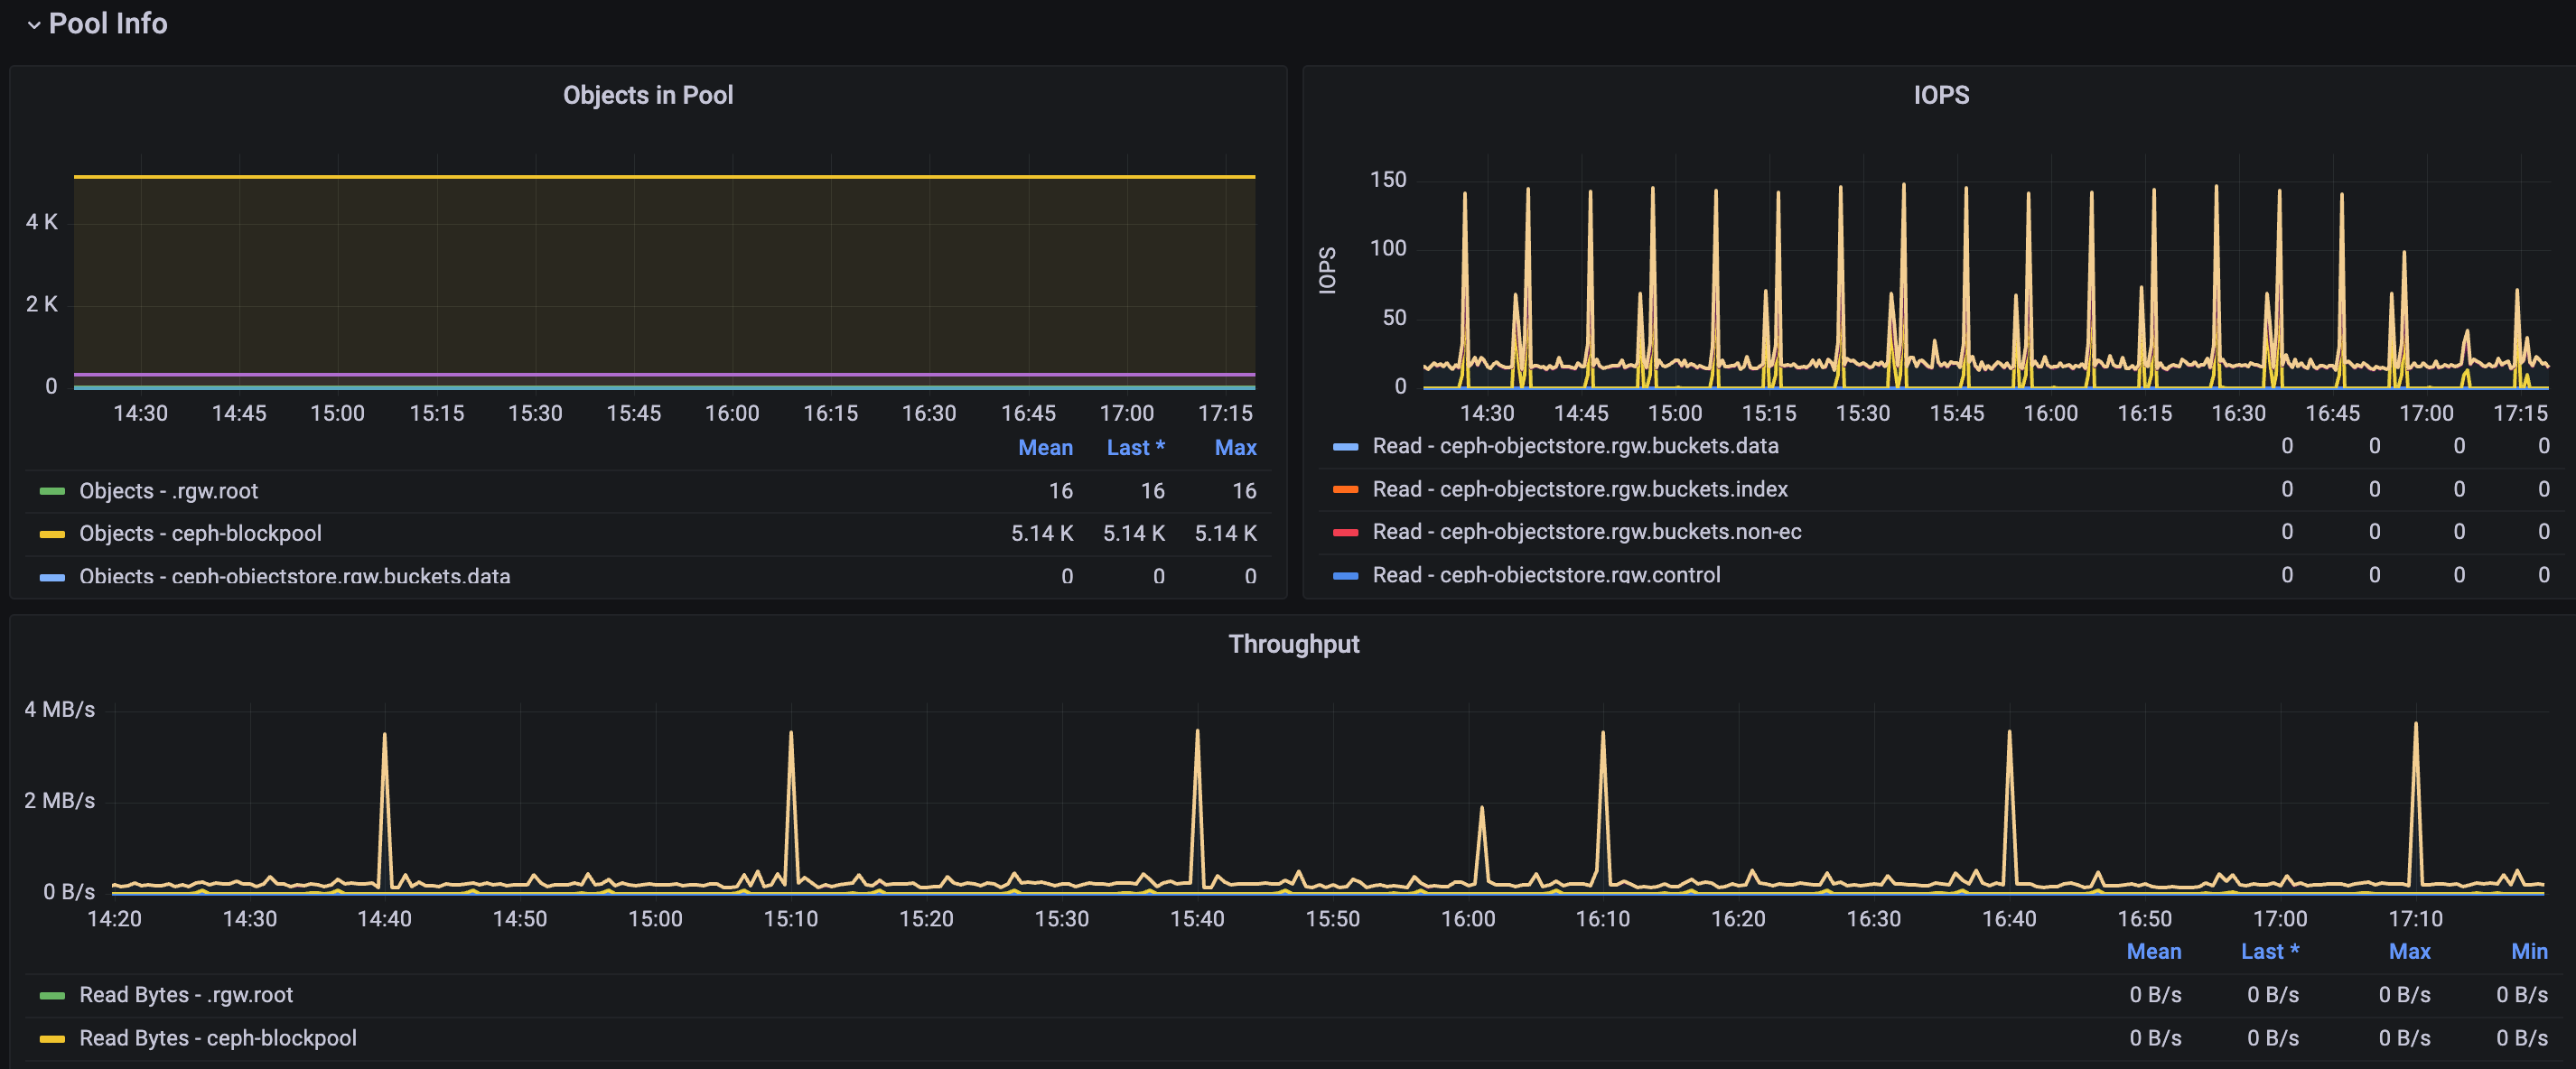 Pool Info
Objects in Pool
4 K
2 K
0
14:30 14:45 15:00 15:15 15:30 15:45 16:00 16:15 16:30 16:45 17:00 17:15
Mean Last * Max
Objects - .rgw.root 16 16 16
Objects - ceph-blockpool 5.14 K 5.14 K 5.14 K
Objects - ceph-objectstore.rgw.buckets.data 0 0 0
IOPS
IOPS
150
100
50
0
14:30 14:45 15:00 15:15 15:30 15:45 16:00 16:15 16:30 16:45 17:00 17:15
Read - ceph-objectstore.rgw.buckets.data 0 0 0 0
Read - ceph-objectstore.rgw.buckets.index 0 0 0 0
Read - ceph-objectstore.rgw.buckets.non-ec 0 0 0 0
Read - ceph-objectstore.rgw.control 0 0 0 0
Throughput
4 MB/s
2 MB/s
0 B/s
14:20 14:30 14:40 14:50 15:00 15:10 15:20 15:30 15:40 15:50 16:00 16:10 16:20 16:30 16:40 16:50 17:00 17:10
Mean Last * Max Min
Read Bytes - .rgw.root 0 B/s 0 B/s 0 B/s 0 B/s
Read Bytes - ceph-blockpool 0 B/s 0 B/s 0 B/s 0 B/s